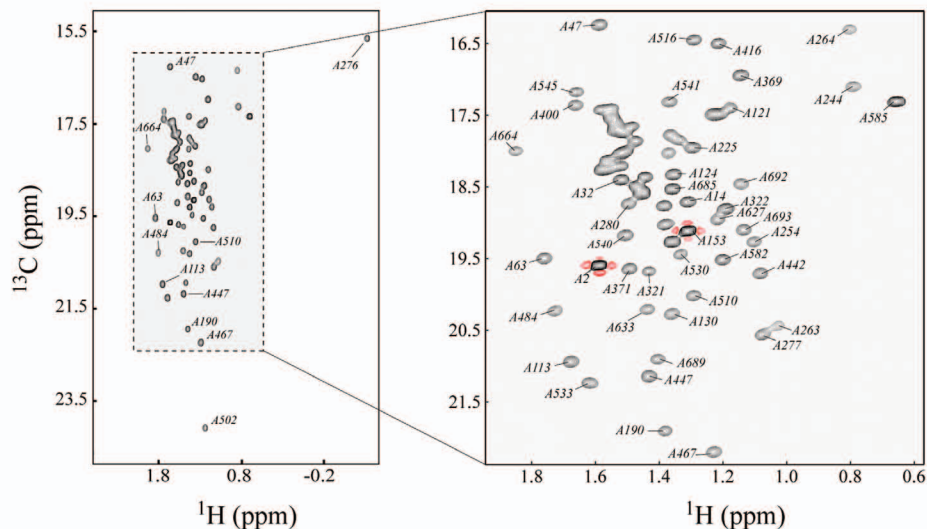 15.5
17.5
19.5
21.5
23.5
13C (ppm)
1.8 0.8 -0.2
1H (ppm)
A276
A47
A664
A63
A484
A510
A113
A447
A190
A467
A502
16.5
17.5
18.5
19.5
20.5
21.5
1.8 1.6 1.4 1.2 1.0 0.8 0.6
1H (ppm)
A47
A516
A416
A264
A369
A545
A541
A244
A400
A121
A585
A664
A225
A124
A692
A32
A685
A14
A322
A280
A627
A693
A153
A254
A540
A530
A582
A63
A2
A371
A321
A442
A510
A484
A633
A130
A263
A277
A113
A689
A447
A533
A190
A467